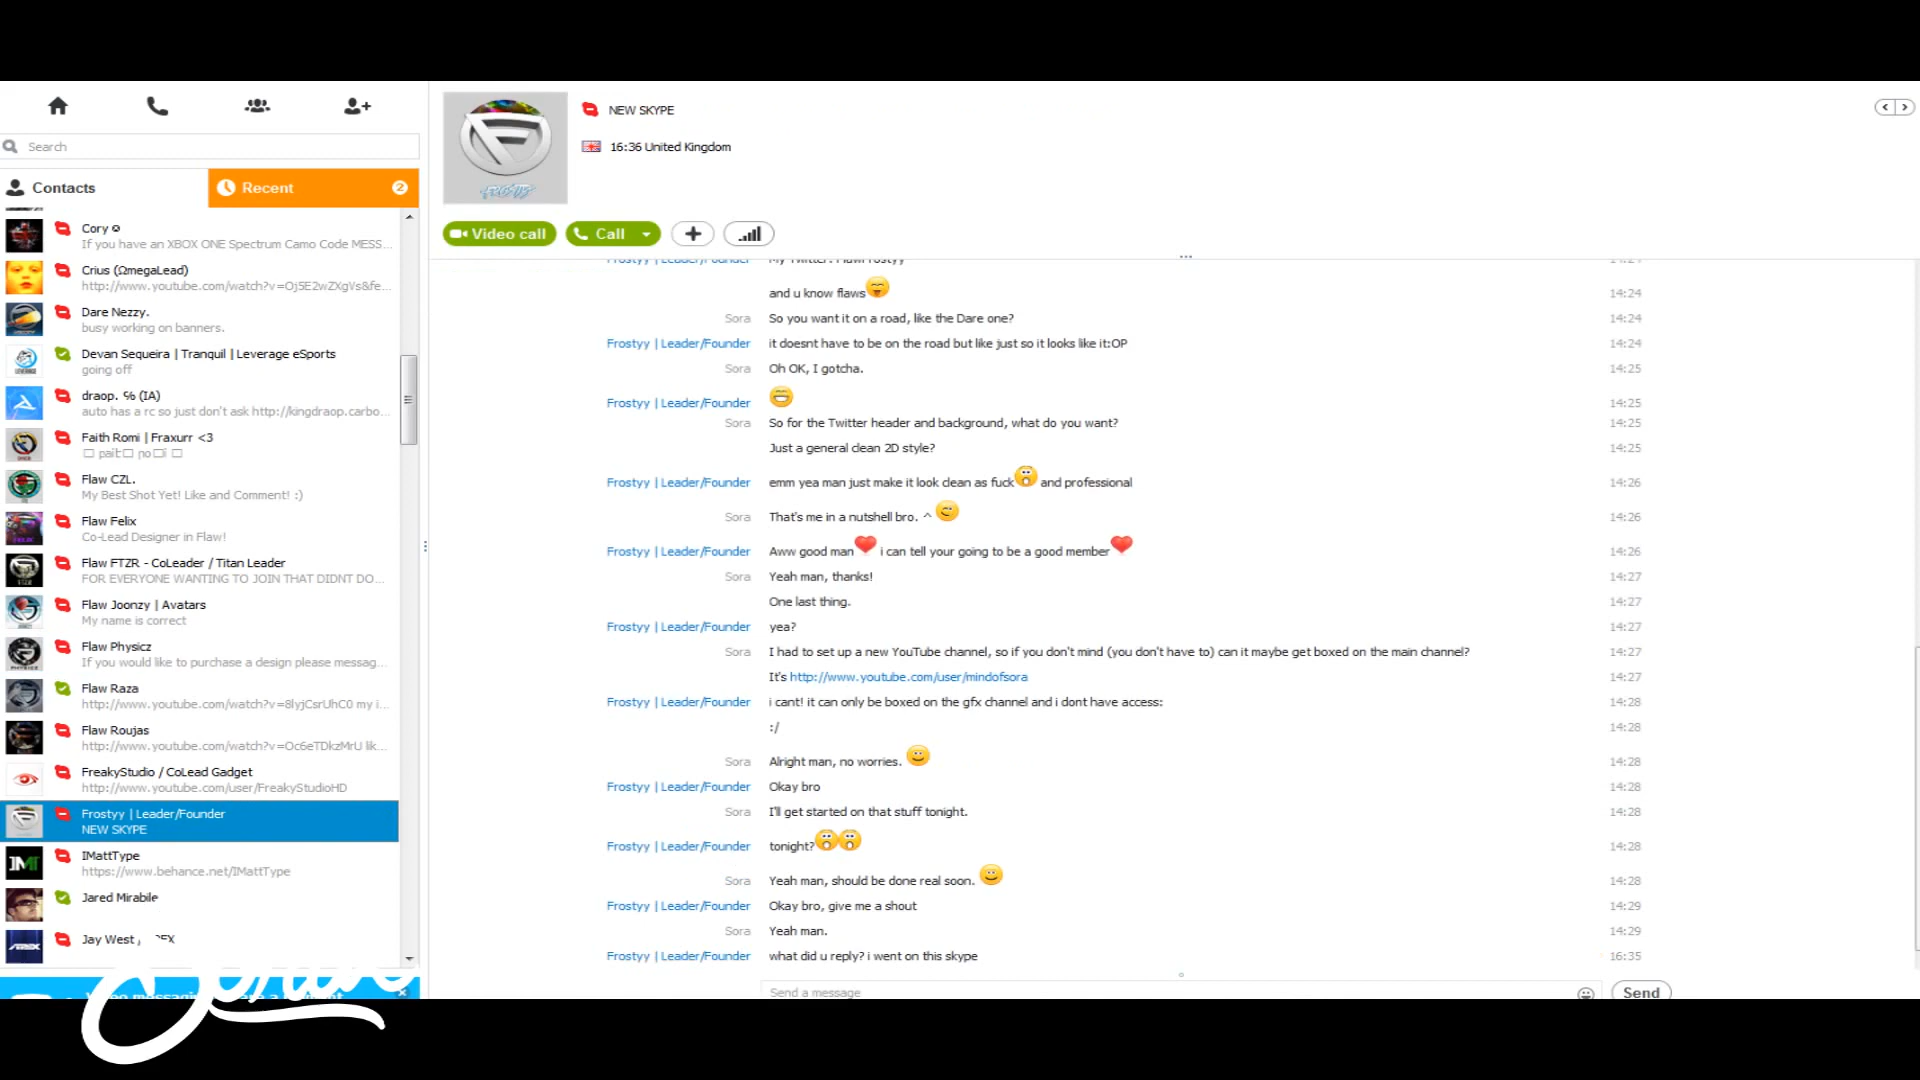 Search
Contacts
Recent
2
Cory
If you have an XBOX ONE Spectrum Camo Code MESS...
Crius (ΩmegaLead)
http://www.youtube.com/watch?v=Oj5E2wZXgVs&fe...
Dare Nezzy.
busy working on banners.
Devan Sequeira | Tranquil | Leverage eSports
going off
draop. ℅ (IA)
auto has a rc so just don't ask http://kingdraop.carbo...
Faith Romi | Fraxurr <3
Flaw CZL.
My Best Shot Yet! Like and Comment! :)
Flaw Felix
Co-Lead Designer in Flaw!
Flaw FTZR - CoLeader / Titan Leader
FOR EVERYONE WANTING TO JOIN THAT DIDNT DO...
Flaw Joonzy | Avatars
My name is correct
Flaw Physicz
If you would like to purchase a design please messag...
Flaw Raza
http://www.youtube.com/watch?v=8lyjCsrUhC0 my i...
Flaw Roujas
http://www.youtube.com/watch?v=Oc6eTDkzMrU lik...
FreakyStudio / CoLead Gadget
http://www.youtube.com/user/FreakyStudioHD
Frostyy | Leader/Founder
NEW SKYPE
IMattType
https://www.behance.net/IMattType
Jared Mirabile
Jay West
NEW SKYPE
16:36 United Kingdom
Video call
Call
Frostyy | Leader/Founder My Twitter: FlawFrostyy 14:24
and u know flaws 14:24
Sora So you want it on a road, like the Dare one? 14:24
Frostyy | Leader/Founder it doesnt have to be on the road but like just so it looks like it:OP 14:24
Sora Oh OK, I gotcha. 14:25
Frostyy | Leader/Founder 14:25
Sora So for the Twitter header and background, what do you want? 14:25
Just a general clean 2D style? 14:25
Frostyy | Leader/Founder emm yea man just make it look clean as fuck and professional 14:26
Sora That's me in a nutshell bro. ^ 14:26
Frostyy | Leader/Founder Aww good man i can tell your going to be a good member 14:26
Sora Yeah man, thanks! 14:27
One last thing. 14:27
Frostyy | Leader/Founder yea? 14:27
Sora I had to set up a new YouTube channel, so if you don't mind (you don't have to) can it maybe get boxed on the main channel? 14:27
It's http://www.youtube.com/user/mindofsora 14:27
Frostyy | Leader/Founder i cant! it can only be boxed on the gfx channel and i dont have access: 14:28
:/ 14:28
Sora Alright man, no worries. 14:28
Frostyy | Leader/Founder Okay bro 14:28
Sora I'll get started on that stuff tonight. 14:28
Frostyy | Leader/Founder tonight? 14:28
Sora Yeah man, should be done real soon. 14:28
Frostyy | Leader/Founder Okay bro, give me a shout 14:29
Sora Yeah man. 14:29
Frostyy | Leader/Founder what did u reply? i went on this skype 16:35
Send a message
Send